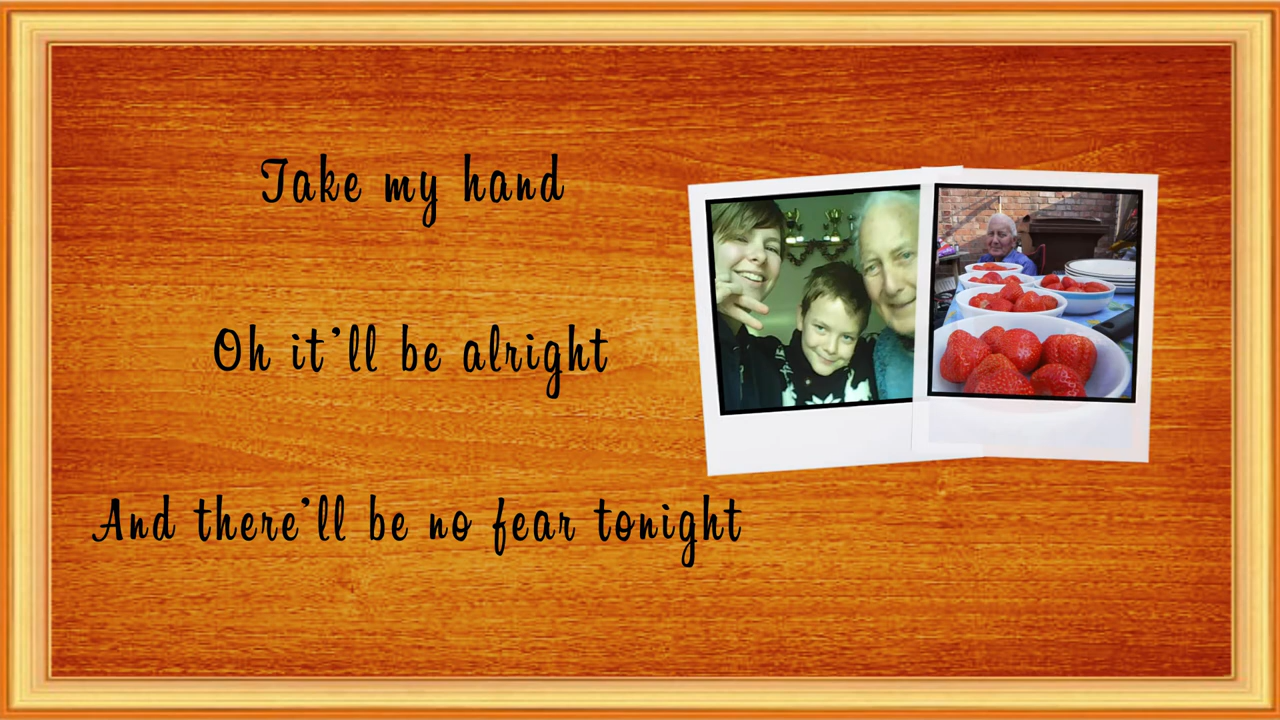 Take my hand
Oh it’ll be alright
And there’ll be no fear tonight